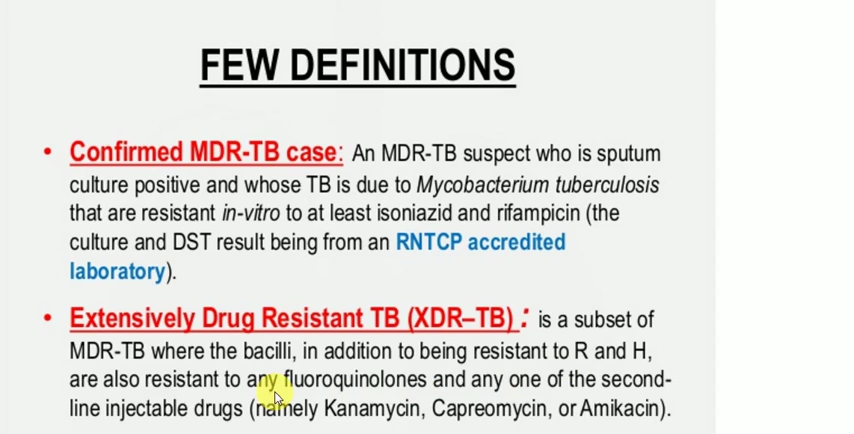 FEW DEFINITIONS
• Confirmed MDR-TB case: An MDR-TB suspect who is sputum
culture positive and whose TB is due to Mycobacterium tuberculosis
that are resistant in-vitro to at least isoniazid and rifampicin (the
culture and DST result being from an RNTCP accredited
laboratory).
• Extensively Drug Resistant TB (XDR–TB) : is a subset of
MDR-TB where the bacilli, in addition to being resistant to R and H,
are also resistant to any fluoroquinolones and any one of the second-
line injectable drugs (namely Kanamycin, Capreomycin, or Amikacin).